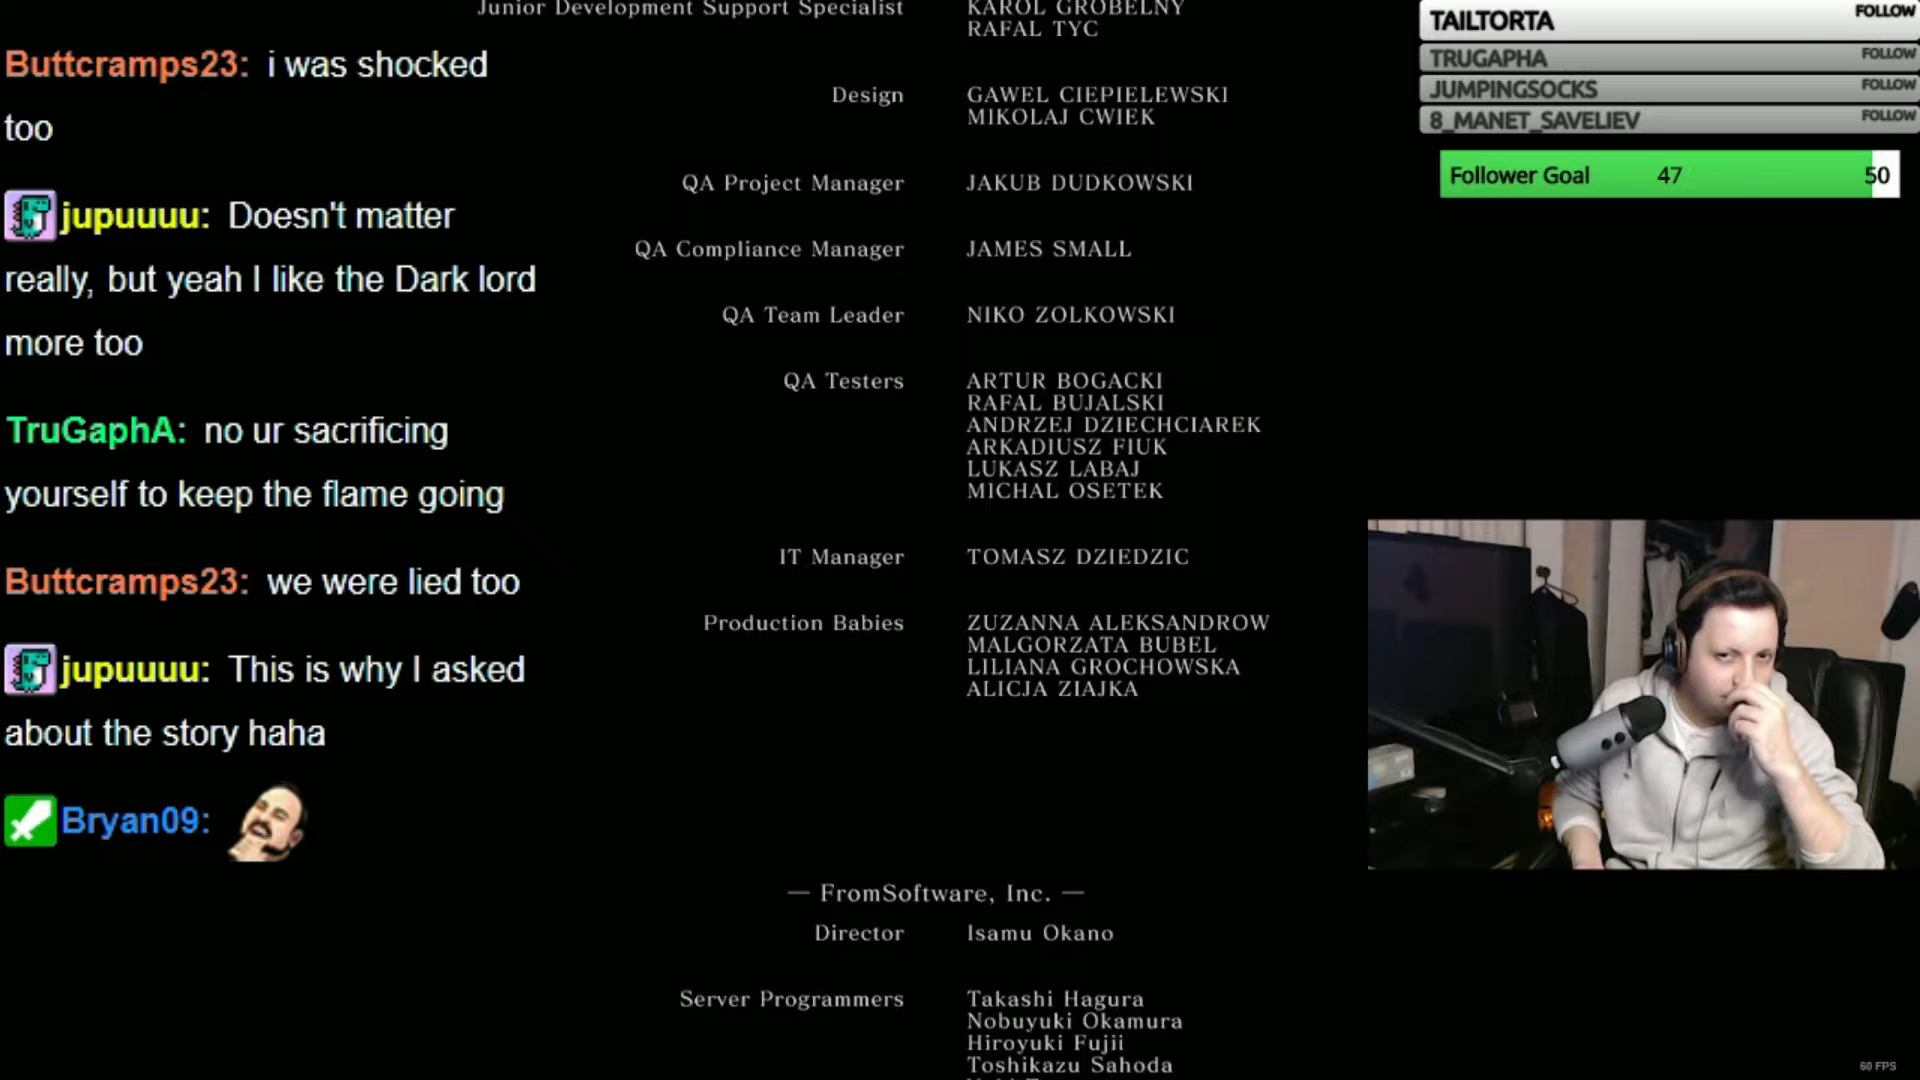 Buttcramps23: i was shocked
too
jupuuuu: Doesn't matter
really, but yeah I like the Dark lord
more too
TruGaphA: no ur sacrificing
yourself to keep the flame going
Buttcramps23: we were lied too
jupuuuu: This is why I asked
about the story haha
Bryan09:
Junior Development Support Specialist KAROL GROBELNY
RAFAL TYC
Design GAWEL CIEPIELEWSKI
MIKOLAJ CWIEK
QA Project Manager JAKUB DUDKOWSKI
QA Compliance Manager JAMES SMALL
QA Team Leader NIKO ZOLKOWSKI
QA Testers ARTUR BOGACKI
RAFAL BUJALSKI
ANDRZEJ DZIECHCIAREK
ARKADIUSZ FIUK
LUKASZ LABAJ
MICHAL OSETEK
IT Manager TOMASZ DZIEDZIC
Production Babies ZUZANNA ALEKSANDROW
MALGORZATA BUBEL
LILIANA GROCHOWSKA
ALICJA ZIAJKA
— FromSoftware, Inc. —
Director Isamu Okano
Server Programmers Takashi Hagura
Nobuyuki Okamura
Hiroyuki Fujii
Toshikazu Sahoda
TAILTORTA FOLLOW
TRUGAPHA FOLLOW
JUMPINGSOCKS FOLLOW
8_MANET_SAVELIEV FOLLOW
Follower Goal 47 50
60 FPS